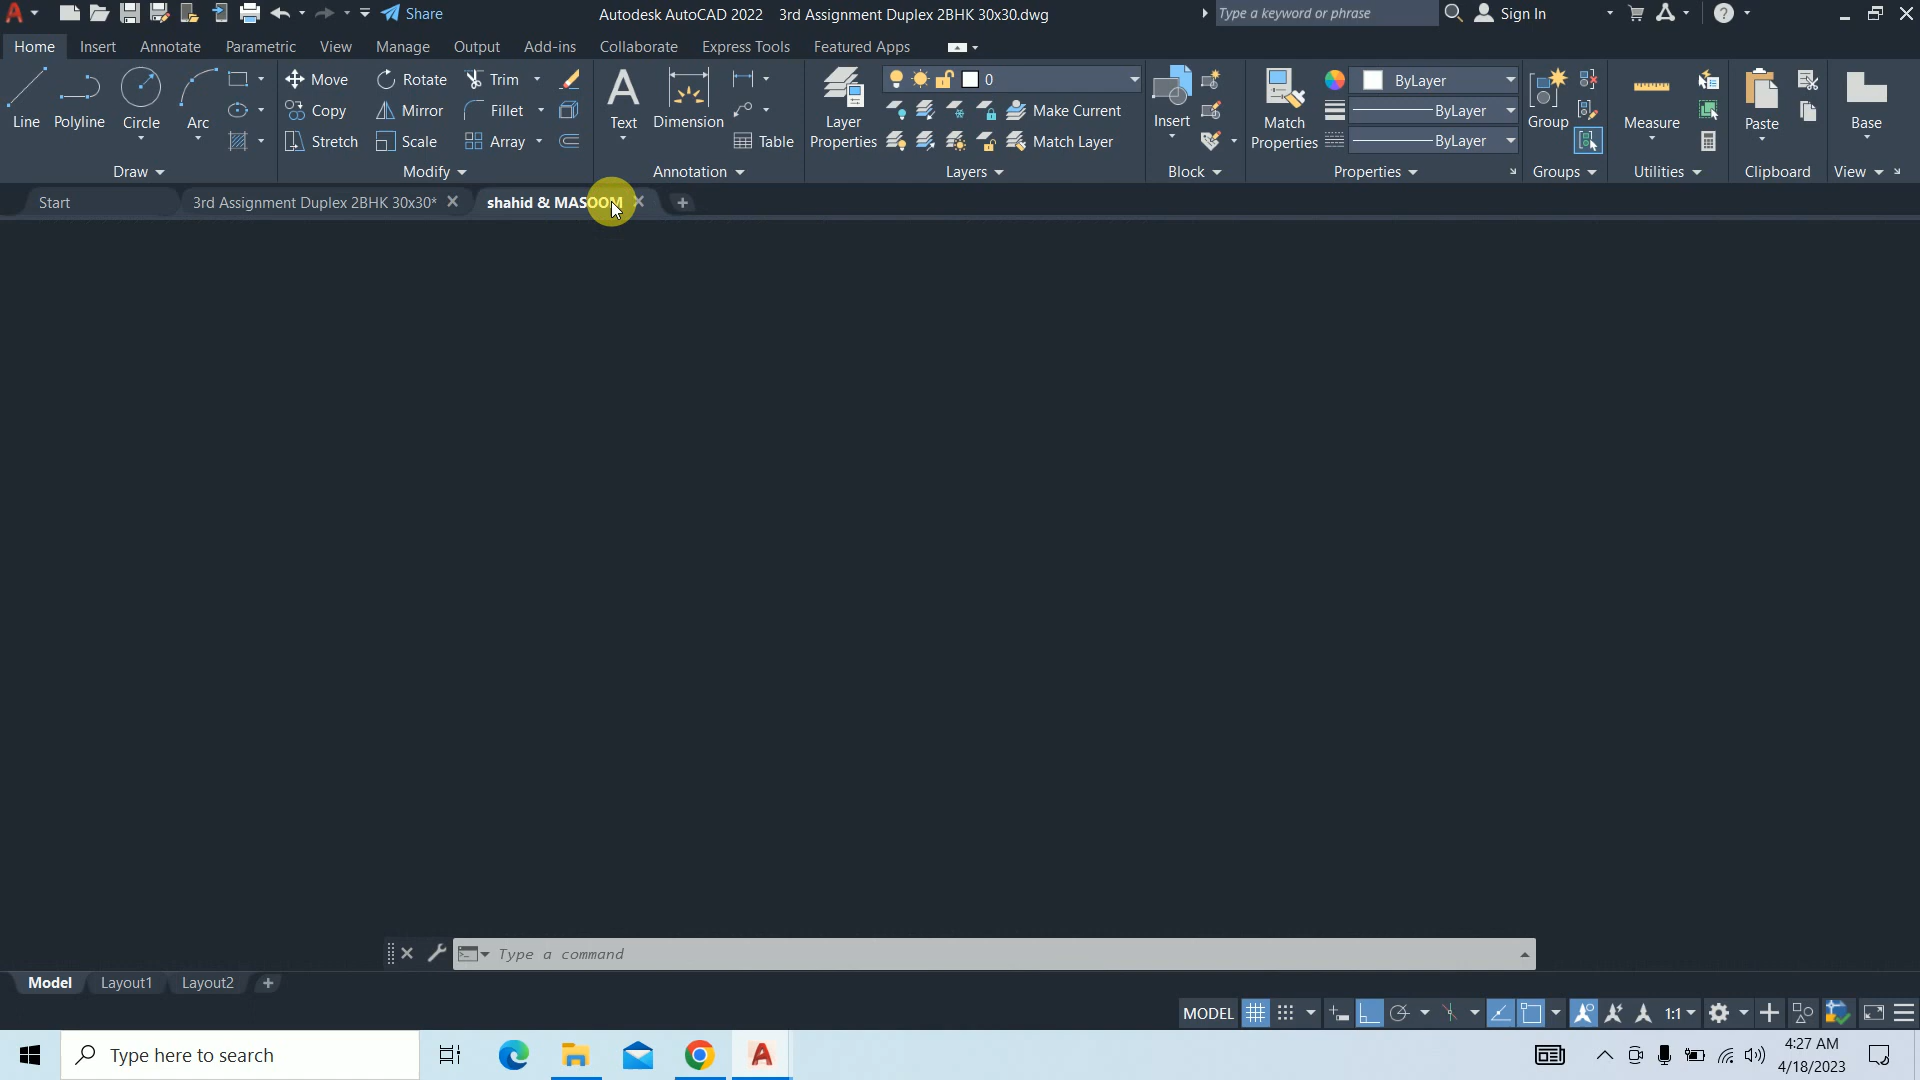 Share
Autodesk AutoCAD 2022 3rd Assignment Duplex 2BHK 30x30.dwg
Type a keyword or phrase
Sign In
Home Insert Annotate Parametric View Manage Output Add-ins Collaborate Express Tools Featured Apps
Line Polyline Circle Arc
Draw
Move Rotate Trim
Copy Mirror Fillet
Stretch Scale Array
Modify
Text Dimension Table
Annotation
Layer Properties
0
Make Current
Match Layer
Layers
Insert
Block
Match Properties
ByLayer
ByLayer
ByLayer
Properties
Group
Groups
Measure
Utilities
Paste
Clipboard
Base
View
Start 3rd Assignment Duplex 2BHK 30x30* shahid & MASOOM
Type a command
Model Layout1 Layout2
MODEL 1:1
Type here to search
4:27 AM
4/18/2023